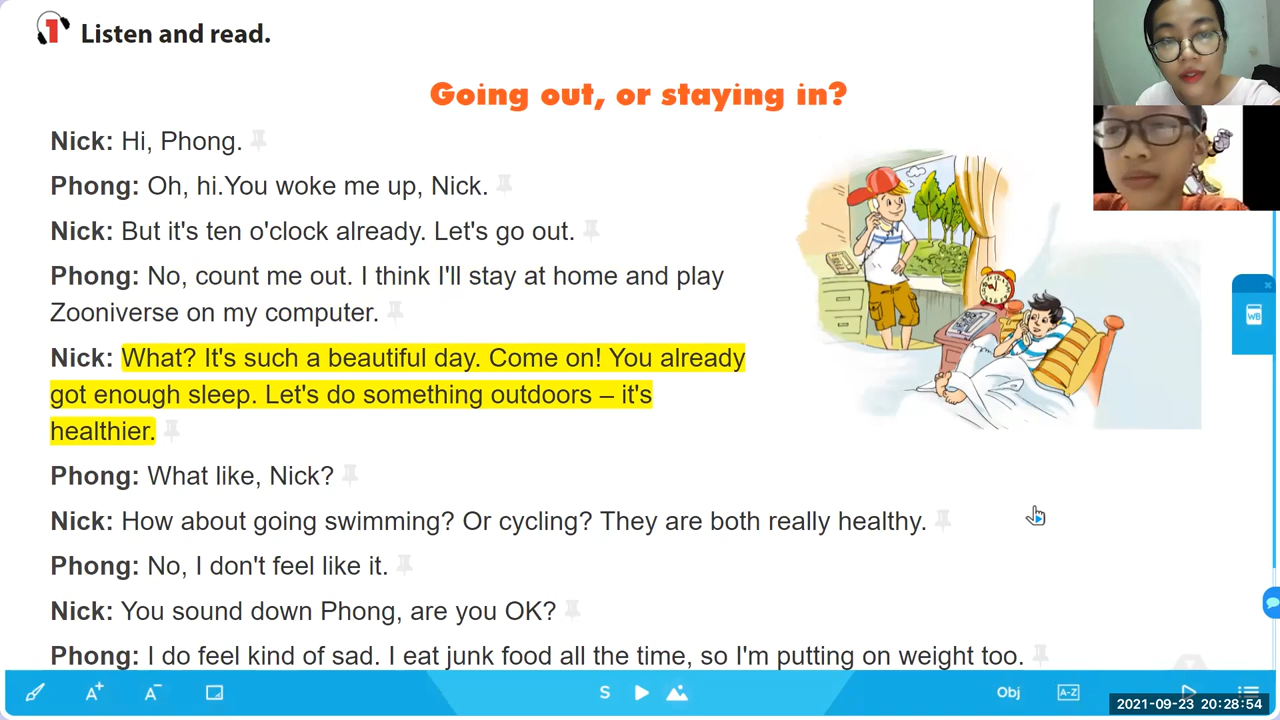 1 Listen and read.
Going out, or staying in?
Nick: Hi, Phong.
Phong: Oh, hi.You woke me up, Nick.
Nick: But it's ten o'clock already. Let's go out.
Phong: No, count me out. I think I'll stay at home and play
Zooniverse on my computer.
Nick: What? It's such a beautiful day. Come on! You already
got enough sleep. Let's do something outdoors – it's
healthier.
Phong: What like, Nick?
Nick: How about going swimming? Or cycling? They are both really healthy.
Phong: No, I don't feel like it.
Nick: You sound down Phong, are you OK?
Phong: I do feel kind of sad. I eat junk food all the time, so I'm putting on weight too.
WB
A+ A- S Obj A-Z
2021-09-23 20:28:54